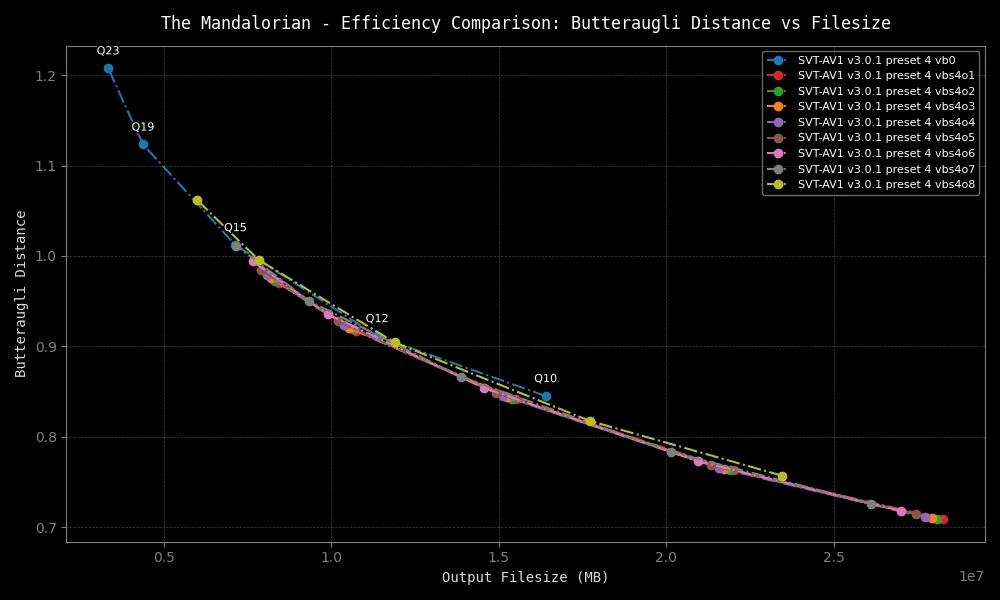 The Mandalorian - Efficiency Comparison: Butteraugli Distance vs Filesize
Q23
Q19
Q15
Q12
Q10
SVT-AV1 v3.0.1 preset 4 vb0
SVT-AV1 v3.0.1 preset 4 vbs4o1
SVT-AV1 v3.0.1 preset 4 vbs4o2
SVT-AV1 v3.0.1 preset 4 vbs4o3
SVT-AV1 v3.0.1 preset 4 vbs4o4
SVT-AV1 v3.0.1 preset 4 vbs4o5
SVT-AV1 v3.0.1 preset 4 vbs4o6
SVT-AV1 v3.0.1 preset 4 vbs4o7
SVT-AV1 v3.0.1 preset 4 vbs4o8
Butteraugli Distance
1.2
1.1
1.0
0.9
0.8
0.7
0.5
1.0
1.5
2.0
2.5
1e7
Output Filesize (MB)